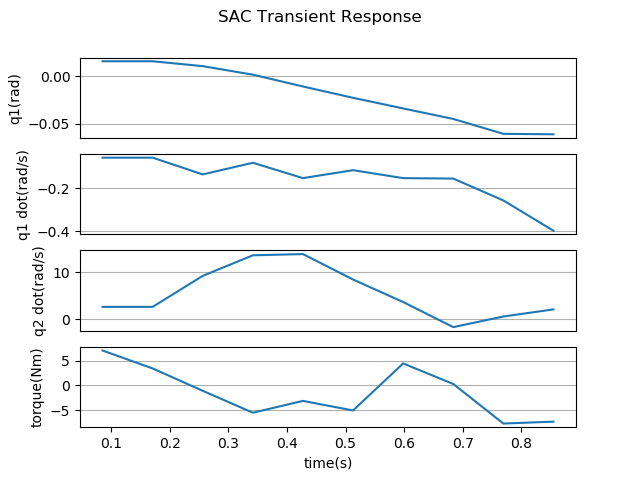 SAC Transient Response
q1(rad)
0.00
−0.05
q1 dot(rad/s)
−0.2
−0.4
q2 dot(rad/s)
10
0
torque(Nm)
5
0
−5
0.1 0.2 0.3 0.4 0.5 0.6 0.7 0.8
time(s)